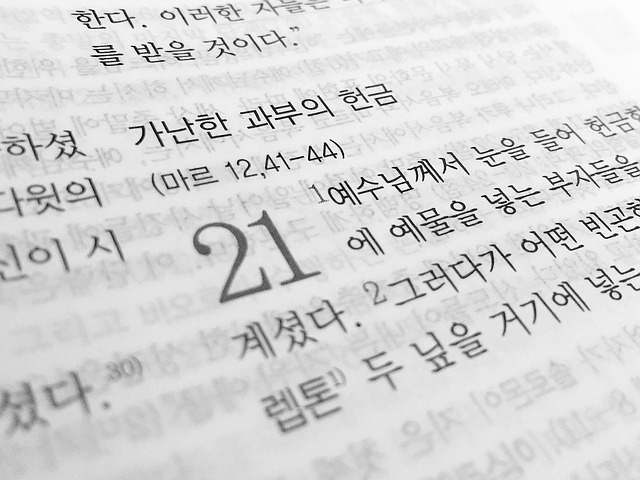 한다. 이러한 자들은
를 받을 것이다.”
하셨
다윗의
신이 시
셨다.30)
가난한 과부의 헌금
(마르 12,41-44)
21 1예수님께서 눈을 들어 헌금함
에 예물을 넣는 부자들을
계셨다. 2그러다가 어떤 빈곤한
렙톤1) 두 닢을 거기에 넣는